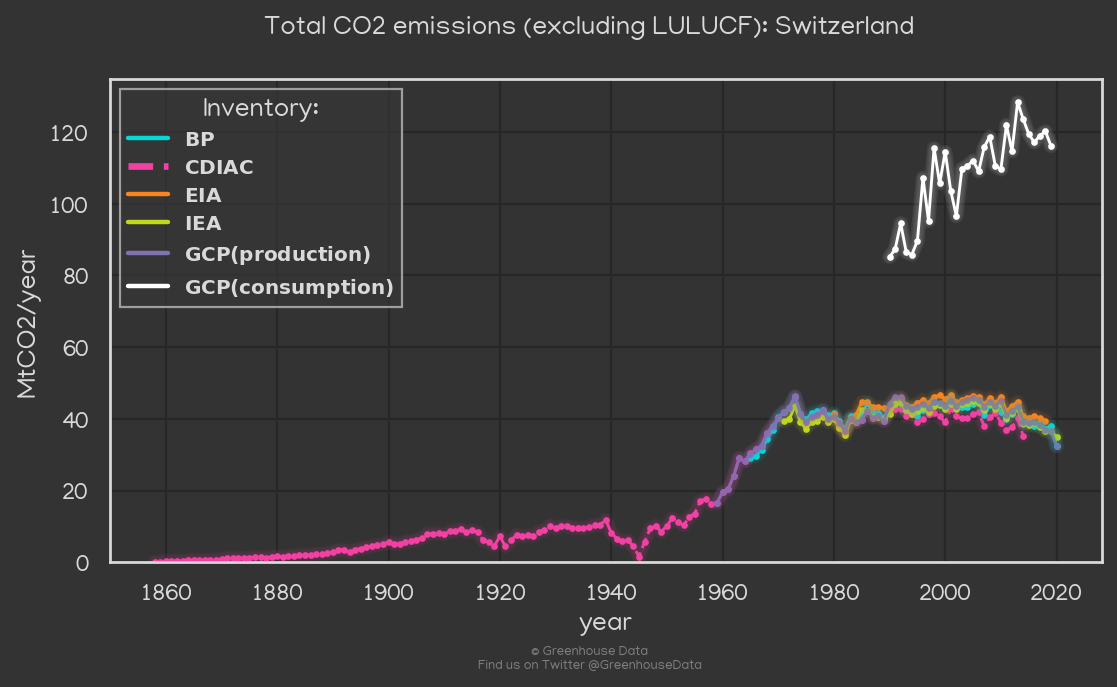 Total CO2 emissions (excluding LULUCF): Switzerland
Inventory:
BP
CDIAC
EIA
IEA
GCP(production)
GCP(consumption)
MtCO2/year
120
100
80
60
40
20
0
1860 1880 1900 1920 1940 1960 1980 2000 2020
year
© Greenhouse Data
Find us on Twitter @GreenhouseData